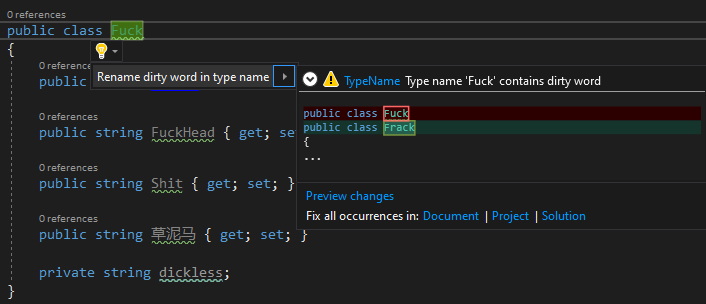 0 references
public class Fuck
{
0 references
public
Rename dirty word in type name
TypeName Type name 'Fuck' contains dirty word
public class Fuck
public class Frack
{
...
Preview changes
Fix all occurrences in: Document | Project | Solution
0 references
public string FuckHead { get; set
0 references
public string Shit { get; set; }
0 references
public string 草泥马 { get; set; }
private string dickless;
}